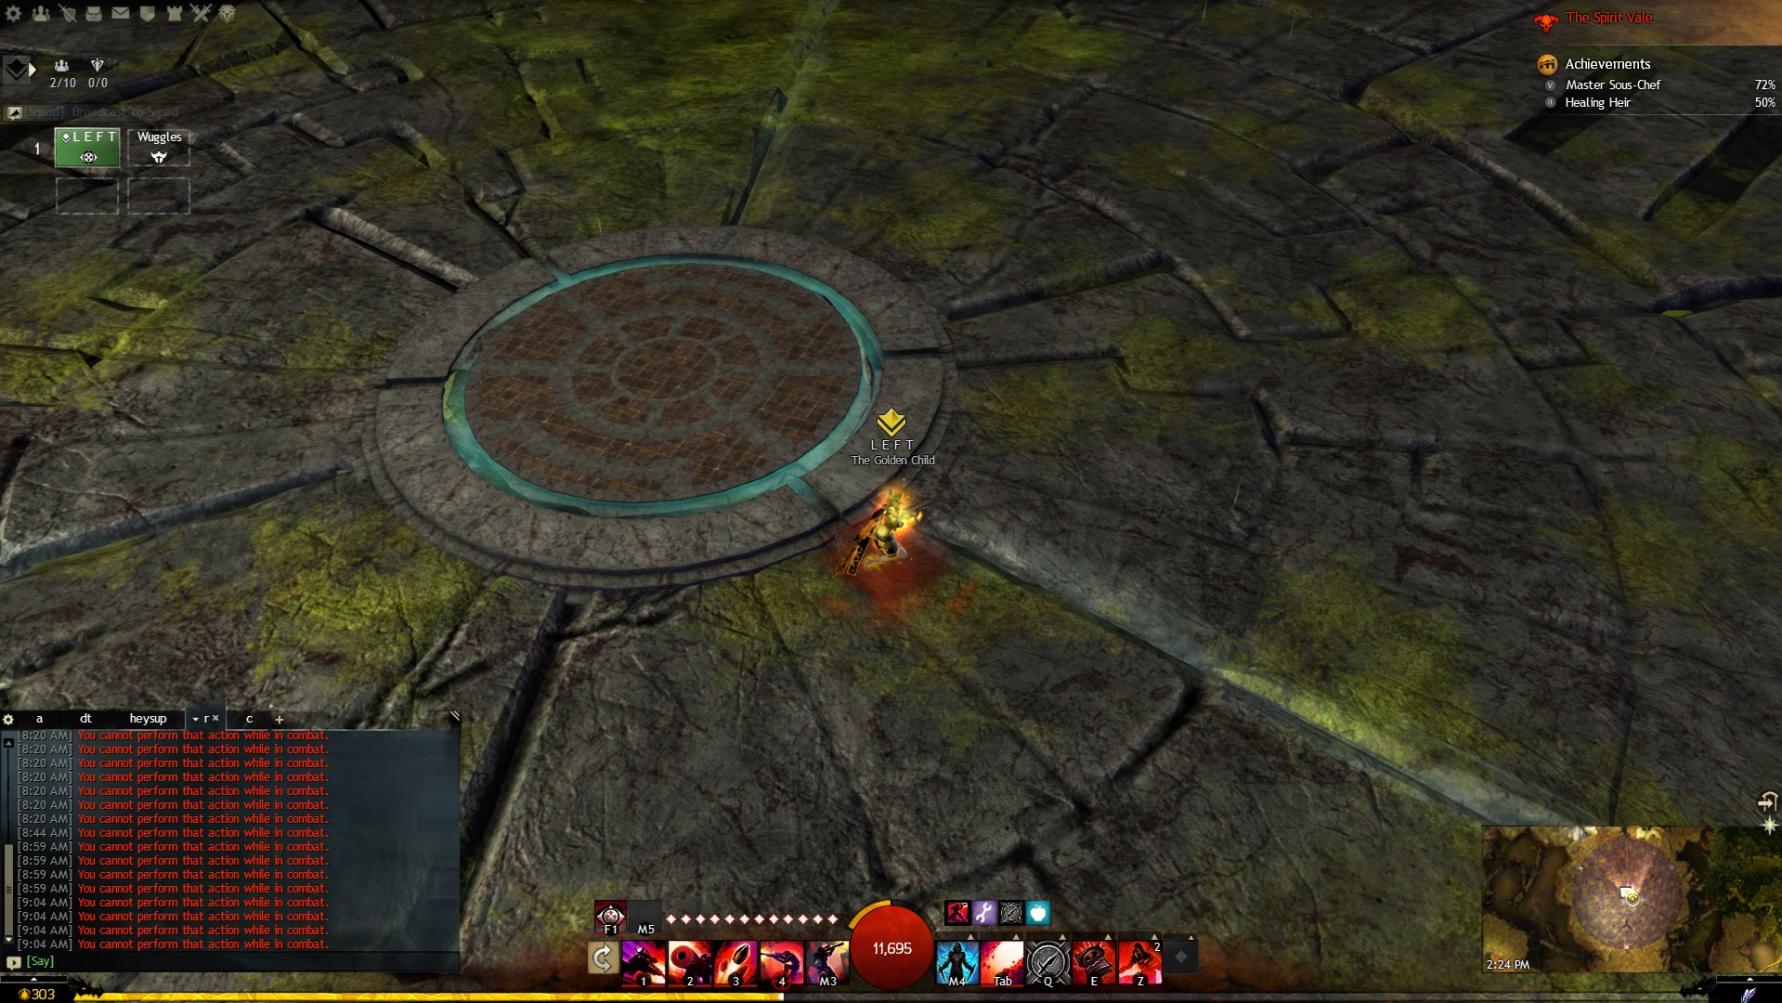 The Spirit Vale
Achievements
Master Sous-Chef 72%
Healing Heir 50%
2/10 0/0
[Squad] Broadcast to Squad
1 LEFT Wuggles
LEFT
The Golden Child
a dt heysup r c
[8:20 AM] You cannot perform that action while in combat.
[8:20 AM] You cannot perform that action while in combat.
[8:20 AM] You cannot perform that action while in combat.
[8:20 AM] You cannot perform that action while in combat.
[8:20 AM] You cannot perform that action while in combat.
[8:20 AM] You cannot perform that action while in combat.
[8:20 AM] You cannot perform that action while in combat.
[8:44 AM] You cannot perform that action while in combat.
[8:59 AM] You cannot perform that action while in combat.
[8:59 AM] You cannot perform that action while in combat.
[8:59 AM] You cannot perform that action while in combat.
[8:59 AM] You cannot perform that action while in combat.
[9:04 AM] You cannot perform that action while in combat.
[9:04 AM] You cannot perform that action while in combat.
[9:04 AM] You cannot perform that action while in combat.
[9:04 AM] You cannot perform that action while in combat.
[Say]
303
F1 M5
11,695
2
1 2 3 4 M3 M4 Tab Q E Z
2:24 PM